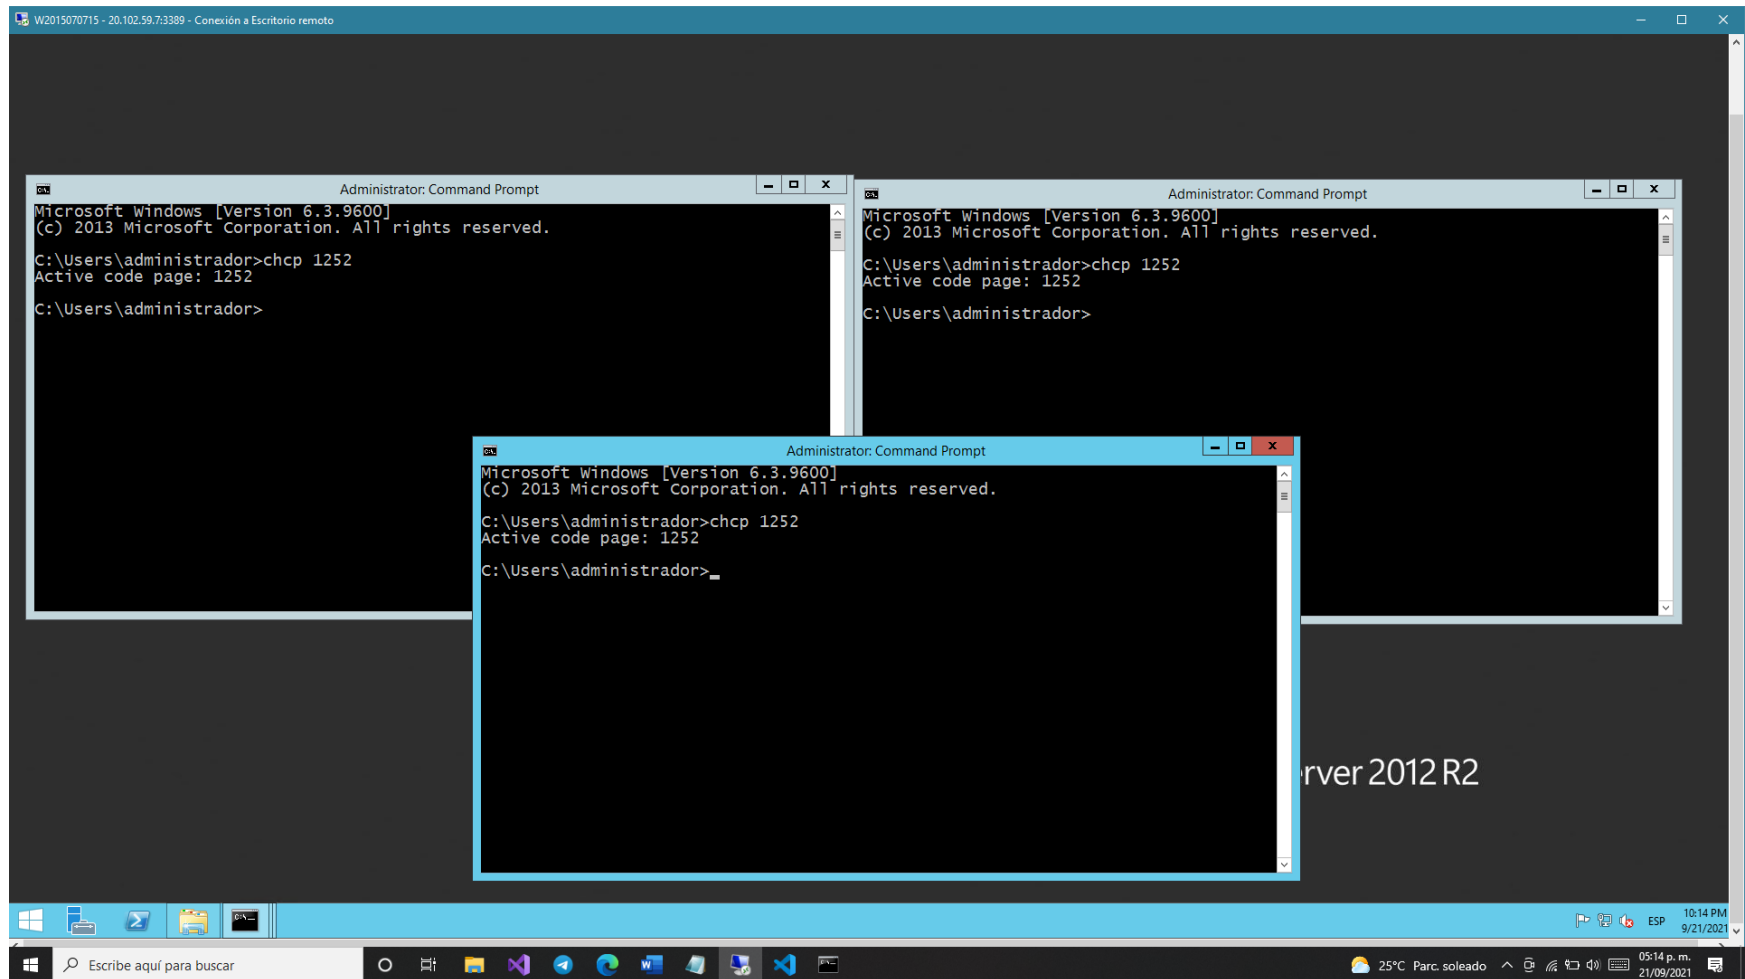 W2015070715 - 20.102.59.7:3389 - Conexión a Escritorio remoto
Administrator: Command Prompt
Microsoft Windows [Version 6.3.9600]
(c) 2013 Microsoft Corporation. All rights reserved.
C:\Users\administrador>chcp 1252
Active code page: 1252
C:\Users\administrador>
Administrator: Command Prompt
Microsoft Windows [Version 6.3.9600]
(c) 2013 Microsoft Corporation. All rights reserved.
C:\Users\administrador>chcp 1252
Active code page: 1252
C:\Users\administrador>
Administrator: Command Prompt
Microsoft Windows [Version 6.3.9600]
(c) 2013 Microsoft Corporation. All rights reserved.
C:\Users\administrador>chcp 1252
Active code page: 1252
C:\Users\administrador>_
rver 2012 R2
ESP
10:14 PM
9/21/2021
Escribe aquí para buscar
25°C Parc. soleado
05:14 p. m.
21/09/2021